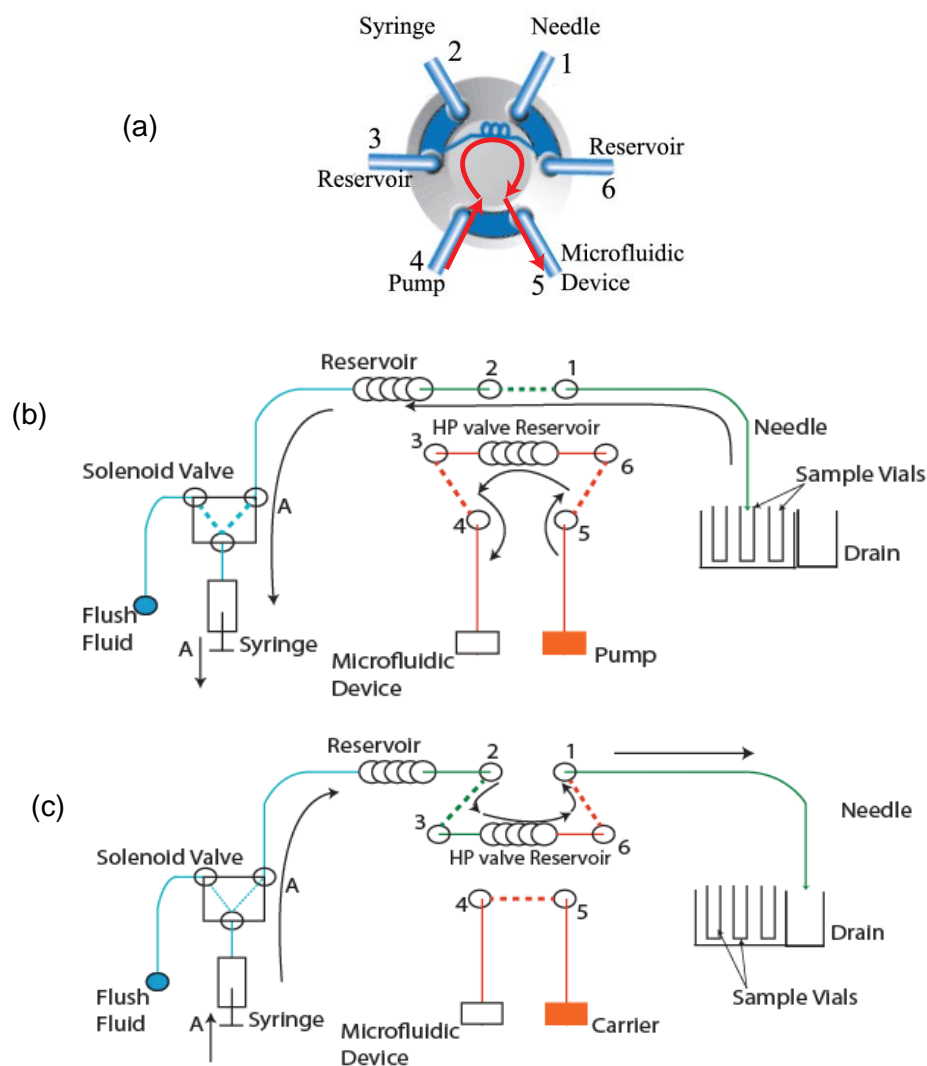 (a)
Syringe
2
Needle
1
3
Reservoir
Reservoir
6
4
Pump
5
Microfluidic
Device
(b)
Reservoir
2
1
Needle
HP valve Reservoir
3
6
Solenoid Valve
A
Sample Vials
4
5
Drain
Flush
Fluid
A
Syringe
Microfluidic
Device
Pump
(c)
Reservoir
2
1
Needle
3
6
HP valve Reservoir
Solenoid Valve
A
4
5
Drain
Flush
Fluid
A
Syringe
Sample Vials
Microfluidic
Device
Carrier